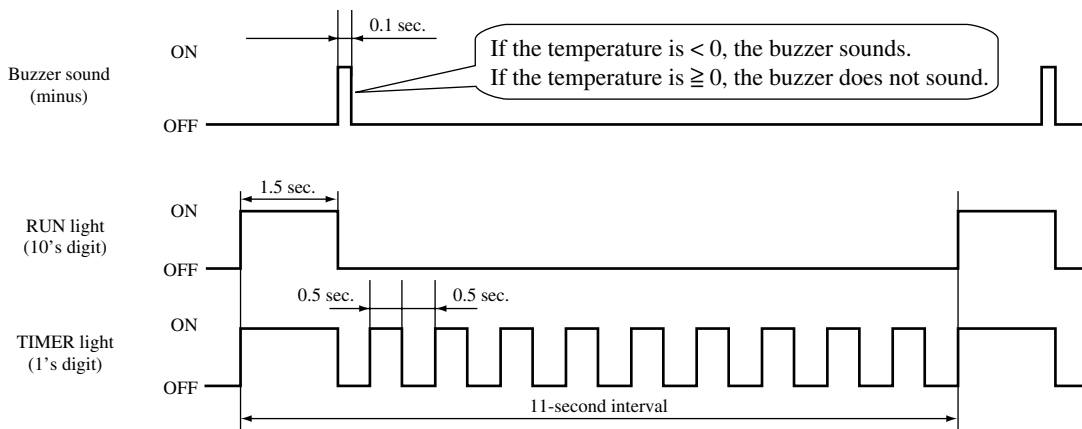 0.1 sec.
ON
If the temperature is < 0, the buzzer sounds.
If the temperature is ≧ 0, the buzzer does not sound.
Buzzer sound
(minus)
OFF
1.5 sec.
ON
RUN light
(10's digit)
OFF
0.5 sec.
0.5 sec.
ON
TIMER light
(1's digit)
OFF
11-second interval